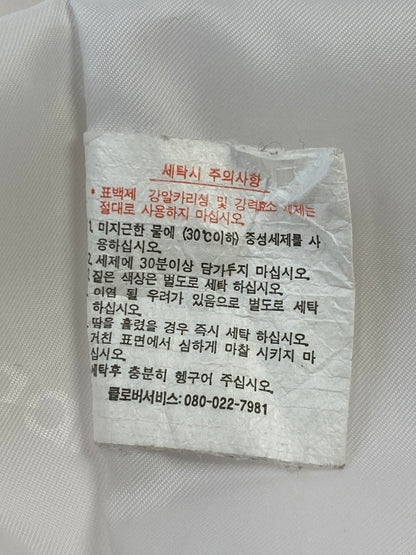 세탁시 주의사항
* 표백제 강알카리성 및 강력효소 세제는
절대로 사용하지 마십시오.
1. 미지근한 물에 (30℃이하) 중성세제를 사
용하십시오.
2. 세제에 30분이상 담가두지 마십시오.
짙은 색상은 별도로 세탁 하십시오.
이염 될 우려가 있음으로 별도로 세탁
하십시오.
땀을 흘렸을 경우 즉시 세탁 하십시오.
거친 표면에서 심하게 마찰 시키지 마
십시오.
세탁후 충분히 헹구어 주십시오.
클로버서비스: 080-022-7981